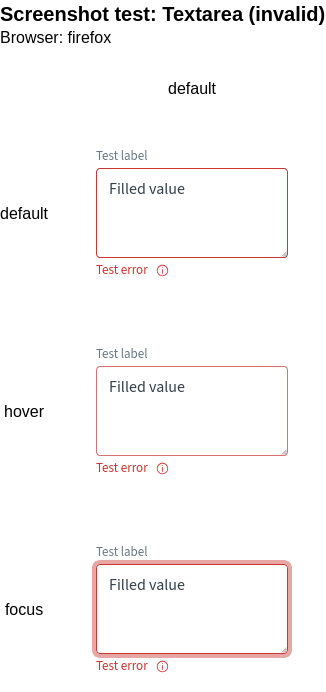 Screenshot test: Textarea (invalid)
Browser: firefox
default
Test label
default
Filled value
Test error
Test label
hover
Filled value
Test error
Test label
focus
Filled value
Test error